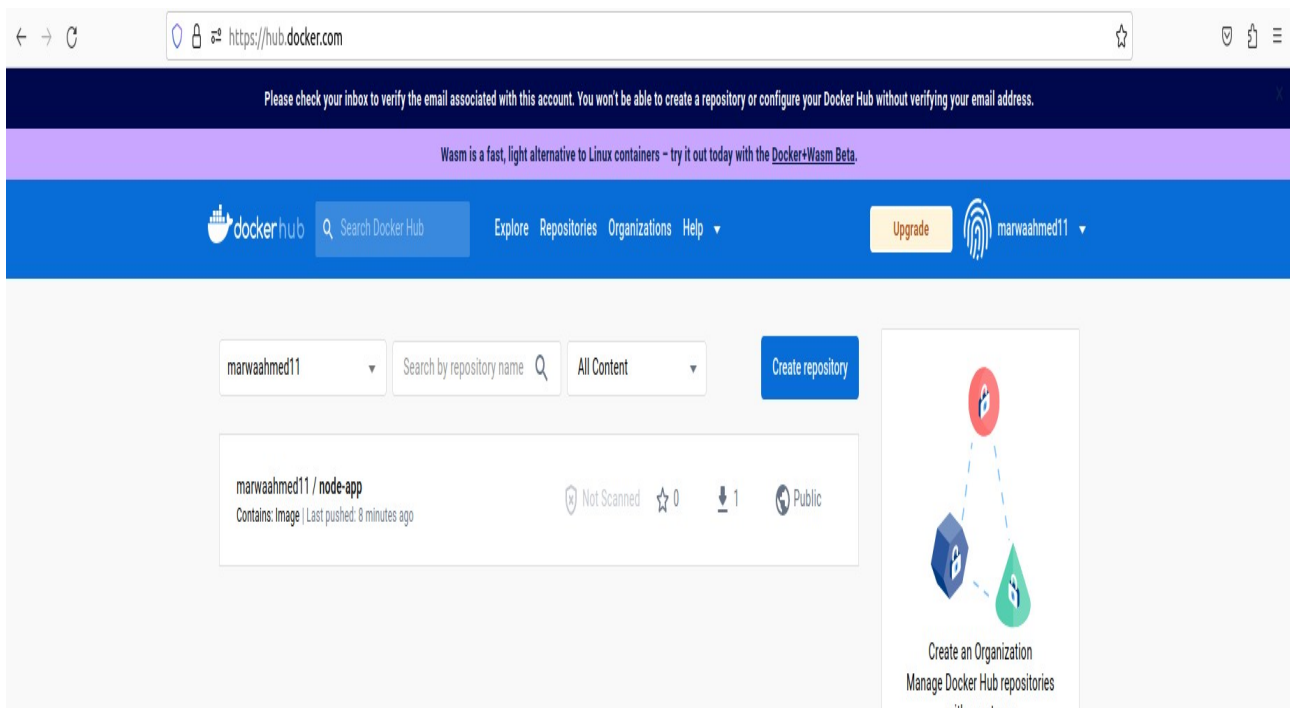 https://hub.docker.com
Please check your inbox to verify the email associated with this account. You won't be able to create a repository or configure your Docker Hub without verifying your email address.
X
Wasm is a fast, light alternative to Linux containers – try it out today with the Docker+Wasm Beta.
dockerhub Search Docker Hub Explore Repositories Organizations Help Upgrade marwaahmed11
marwaahmed11 Search by repository name All Content Create repository
marwaahmed11 / node-app
Contains: Image | Last pushed: 8 minutes ago
Not Scanned 0 1 Public
Create an Organization
Manage Docker Hub repositories